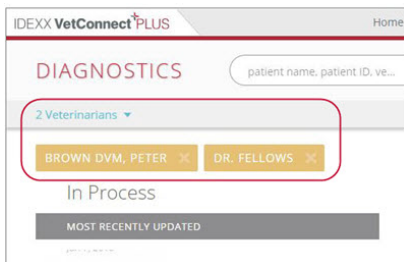 IDEXX VetConnect PLUS
Home
DIAGNOSTICS
patient name, patient ID, ve...
2 Veterinarians
BROWN DVM, PETER
DR. FELLOWS
In Process
MOST RECENTLY UPDATED